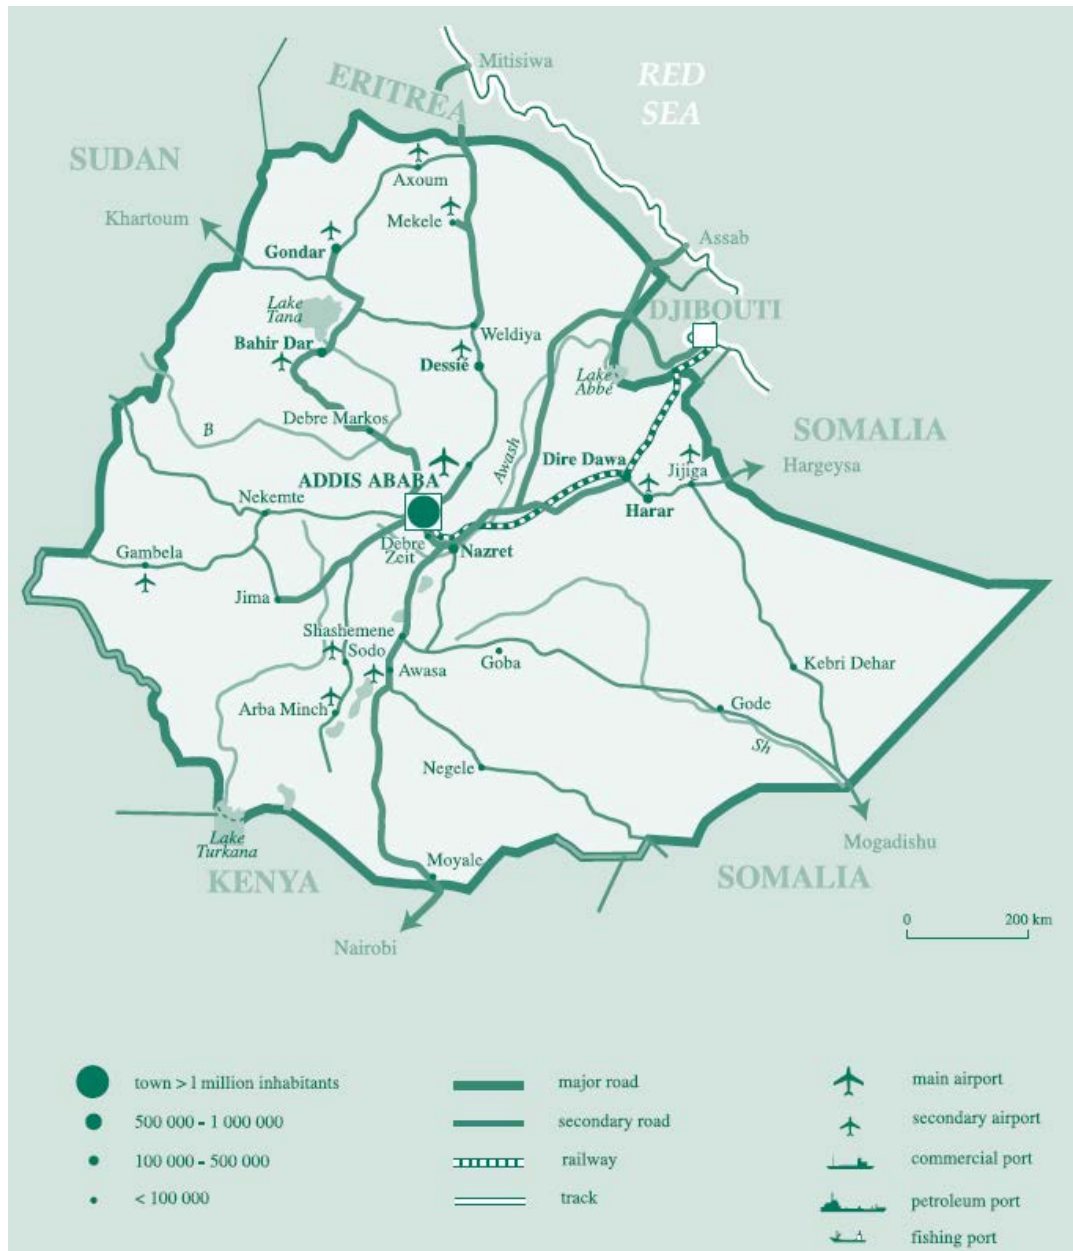 Mitisiwa
RED
SEA
ERITREA
SUDAN
Axoum
Khartoum
Mekele
Gondar
Assab
Lake
Tana
DJIBOUTI
Weldiya
Bahir Dar
Dessié
Lake
Abbe
Debre Markos
B
Awash
SOMALIA
Dire Dawa
Jijiga
Hargeysa
ADDIS ABABA
Nekemte
Harar
Debre
Zeit
Nazret
Gambela
Jima
Shashemene
Sodo
Awasa
Goba
Kebri Dehar
Arba Minch
Gode
Sh
Negele
Lake
Turkana
Mogadishu
Moyale
KENYA
SOMALIA
Nairobi
0 200 km
town > 1 million inhabitants
500 000 - 1 000 000
100 000 - 500 000
< 100 000
major road
secondary road
railway
track
main airport
secondary airport
commercial port
petroleum port
fishing port